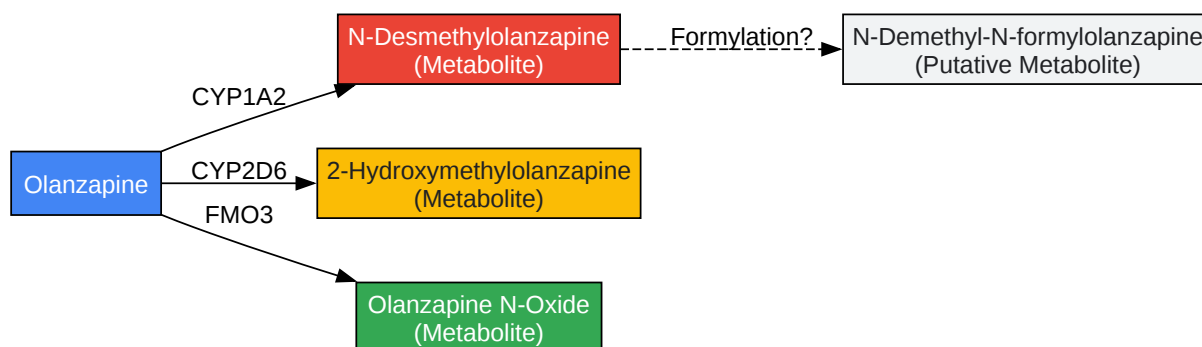 N-Desmethylolanzapine
(Metabolite)
Formylation?
N-Demethyl-N-formylolanzapine
(Putative Metabolite)
CYP1A2
Olanzapine
CYP2D6
2-Hydroxymethylolanzapine
(Metabolite)
FMO3
Olanzapine N-Oxide
(Metabolite)